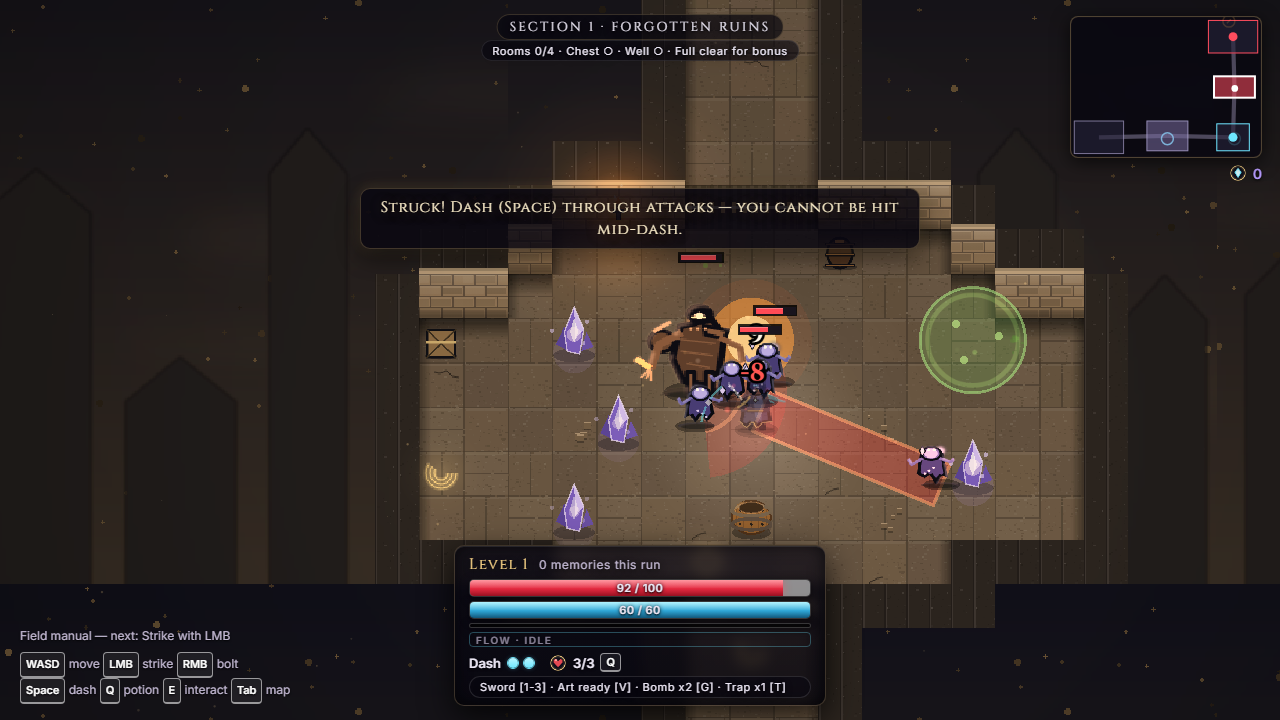 SECTION 1 · FORGOTTEN RUINS
Rooms 0/4 · Chest ○ · Well ○ · Full clear for bonus
0
STRUCK! DASH (SPACE) THROUGH ATTACKS — YOU CANNOT BE HIT
MID-DASH.
-8
LEVEL 1 0 memories this run
92 / 100
60 / 60
FLOW · IDLE
Dash 3/3 Q
Sword [1-3] · Art ready [V] · Bomb x2 [G] · Trap x1 [T]
Field manual — next: Strike with LMB
WASD move LMB strike RMB bolt
Space dash Q potion E interact Tab map